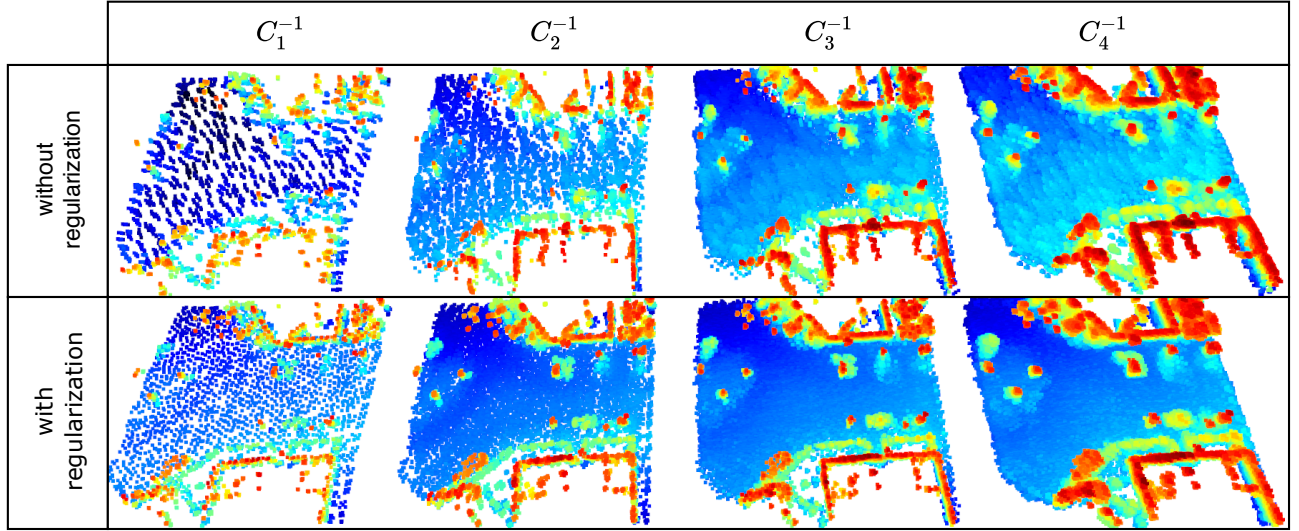 $C_1^{-1}$ $C_2^{-1}$ $C_3^{-1}$ $C_4^{-1}$
without
regularization
with
regularization